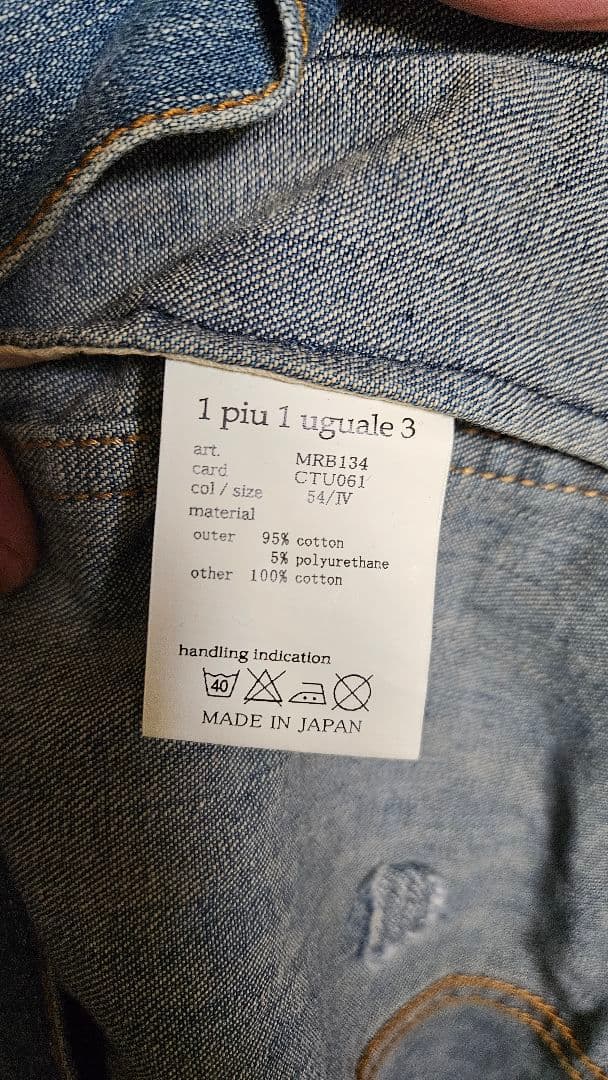 1 piu 1 uguale 3
art. MRB134
card CTU061
col / size 54/IV
material
outer 95% cotton
5% polyurethane
other 100% cotton
handling indication
40
MADE IN JAPAN